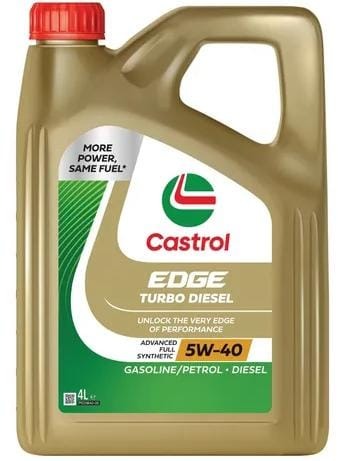 MORE
POWER,
SAME FUEL*
Castrol
EDGE
TURBO DIESEL
UNLOCK THE VERY EDGE
OF PERFORMANCE
ADVANCED
FULL
SYNTHETIC
5W-40
GASOLINE/PETROL • DIESEL
4L e